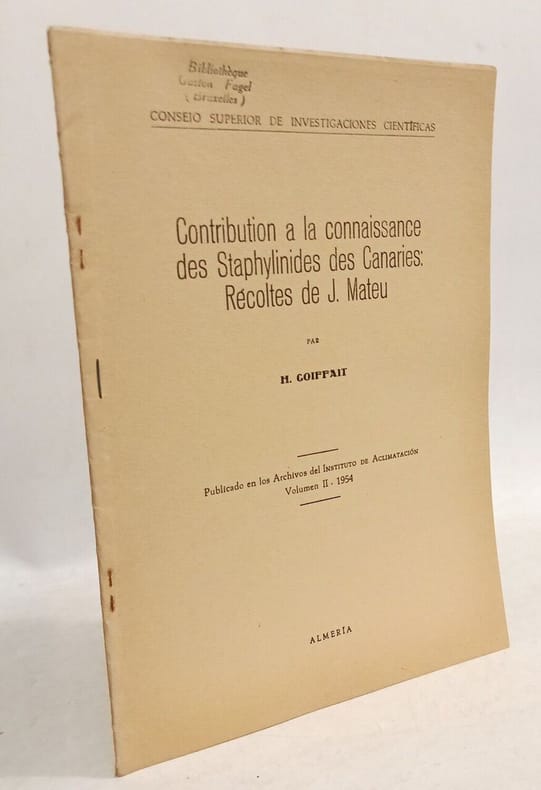 Bibliothèque
Gaston Fagel
( Bruxelles )
CONSEJO SUPERIOR DE INVESTIGACIONES CIENTÍFICAS
Contribution a la connaissance
des Staphylinides des Canaries:
Récoltes de J. Mateu
PAR
H. COIFFAIT
Publicado en los Archivos del INSTITUTO DE ACLIMATACIÓN
Volumen II - 1954
ALMERÍA